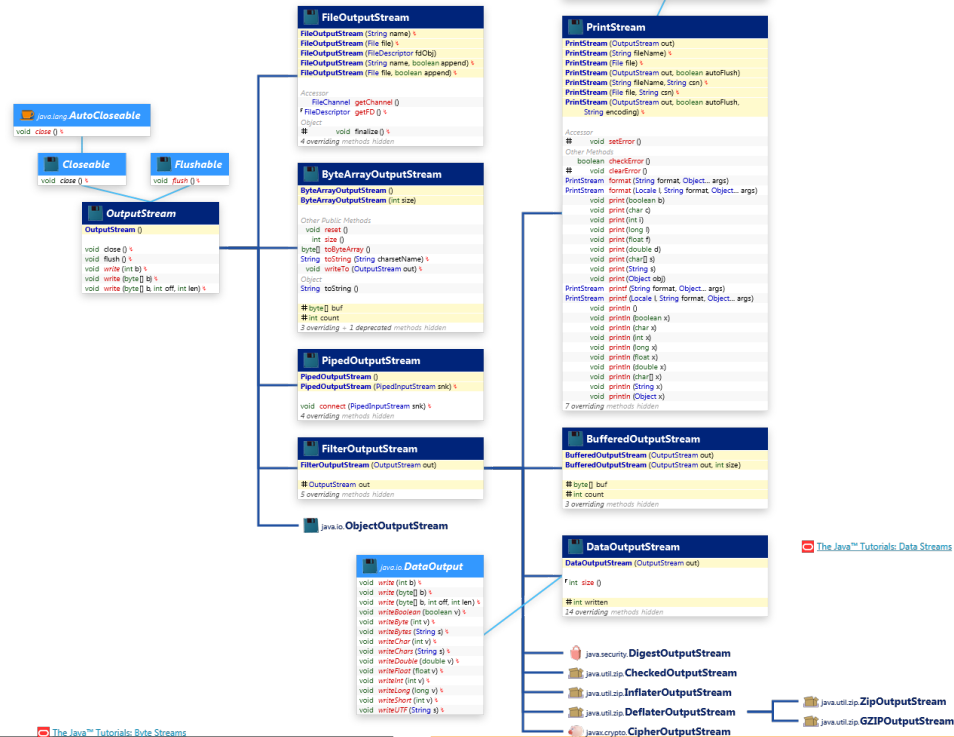 FileOutputStream
FileOutputStream (String name)
FileOutputStream (File file)
FileOutputStream (FileDescriptor fdObj)
FileOutputStream (String name, boolean append)
FileOutputStream (File file, boolean append)
Accessor
FileChannel getChannel ()
FileDescriptor getFD ()
Object
# void finalize ()
4 overriding methods hidden
java.lang.AutoCloseable
void close ()
Closeable
void close ()
Flushable
void flush ()
OutputStream
OutputStream ()
void close ()
void flush ()
void write (int b)
void write (byte[] b)
void write (byte[] b, int off, int len)
ByteArrayOutputStream
ByteArrayOutputStream ()
ByteArrayOutputStream (int size)
Other Public Methods
void reset ()
int size ()
byte[] toByteArray ()
String toString (String charsetName)
void writeTo (OutputStream out)
Object
String toString ()
# byte[] buf
# int count
3 overriding + 1 deprecated methods hidden
PipedOutputStream
PipedOutputStream ()
PipedOutputStream (PipedInputStream snk)
void connect (PipedInputStream snk)
4 overriding methods hidden
FilterOutputStream
FilterOutputStream (OutputStream out)
# OutputStream out
5 overriding methods hidden
java.io.ObjectOutputStream
java.io.DataOutput
void write (int b)
void write (byte[] b)
void write (byte[] b, int off, int len)
void writeBoolean (boolean v)
void writeByte (int v)
void writeBytes (String s)
void writeChar (int v)
void writeChars (String s)
void writeDouble (double v)
void writeFloat (float v)
void writeInt (int v)
void writeLong (long v)
void writeShort (int v)
void writeUTF (String s)
PrintStream
PrintStream (OutputStream out)
PrintStream (String fileName)
PrintStream (File file)
PrintStream (OutputStream out, boolean autoFlush)
PrintStream (String fileName, String csn)
PrintStream (File file, String csn)
PrintStream (OutputStream out, boolean autoFlush,
String encoding)
Accessor
# void setError ()
Other Methods
boolean checkError ()
# void clearError ()
PrintStream format (String format, Object... args)
PrintStream format (Locale l, String format, Object... args)
void print (boolean b)
void print (char c)
void print (int i)
void print (long l)
void print (float f)
void print (double d)
void print (char[] s)
void print (String s)
void print (Object obj)
PrintStream printf (String format, Object... args)
PrintStream printf (Locale l, String format, Object... args)
void println ()
void println (boolean x)
void println (char x)
void println (int x)
void println (long x)
void println (float x)
void println (double x)
void println (char[] x)
void println (String x)
void println (Object x)
7 overriding methods hidden
BufferedOutputStream
BufferedOutputStream (OutputStream out)
BufferedOutputStream (OutputStream out, int size)
# byte[] buf
# int count
3 overriding methods hidden
DataOutputStream
DataOutputStream (OutputStream out)
int size ()
# int written
14 overriding methods hidden
The Java™ Tutorials: Data Streams
java.security.DigestOutputStream
java.util.zip.CheckedOutputStream
java.util.zip.InflaterOutputStream
java.util.zip.DeflaterOutputStream
java.util.zip.ZipOutputStream
java.util.zip.GZIPOutputStream
javax.crypto.CipherOutputStream
The Java™ Tutorials: Byte Streams